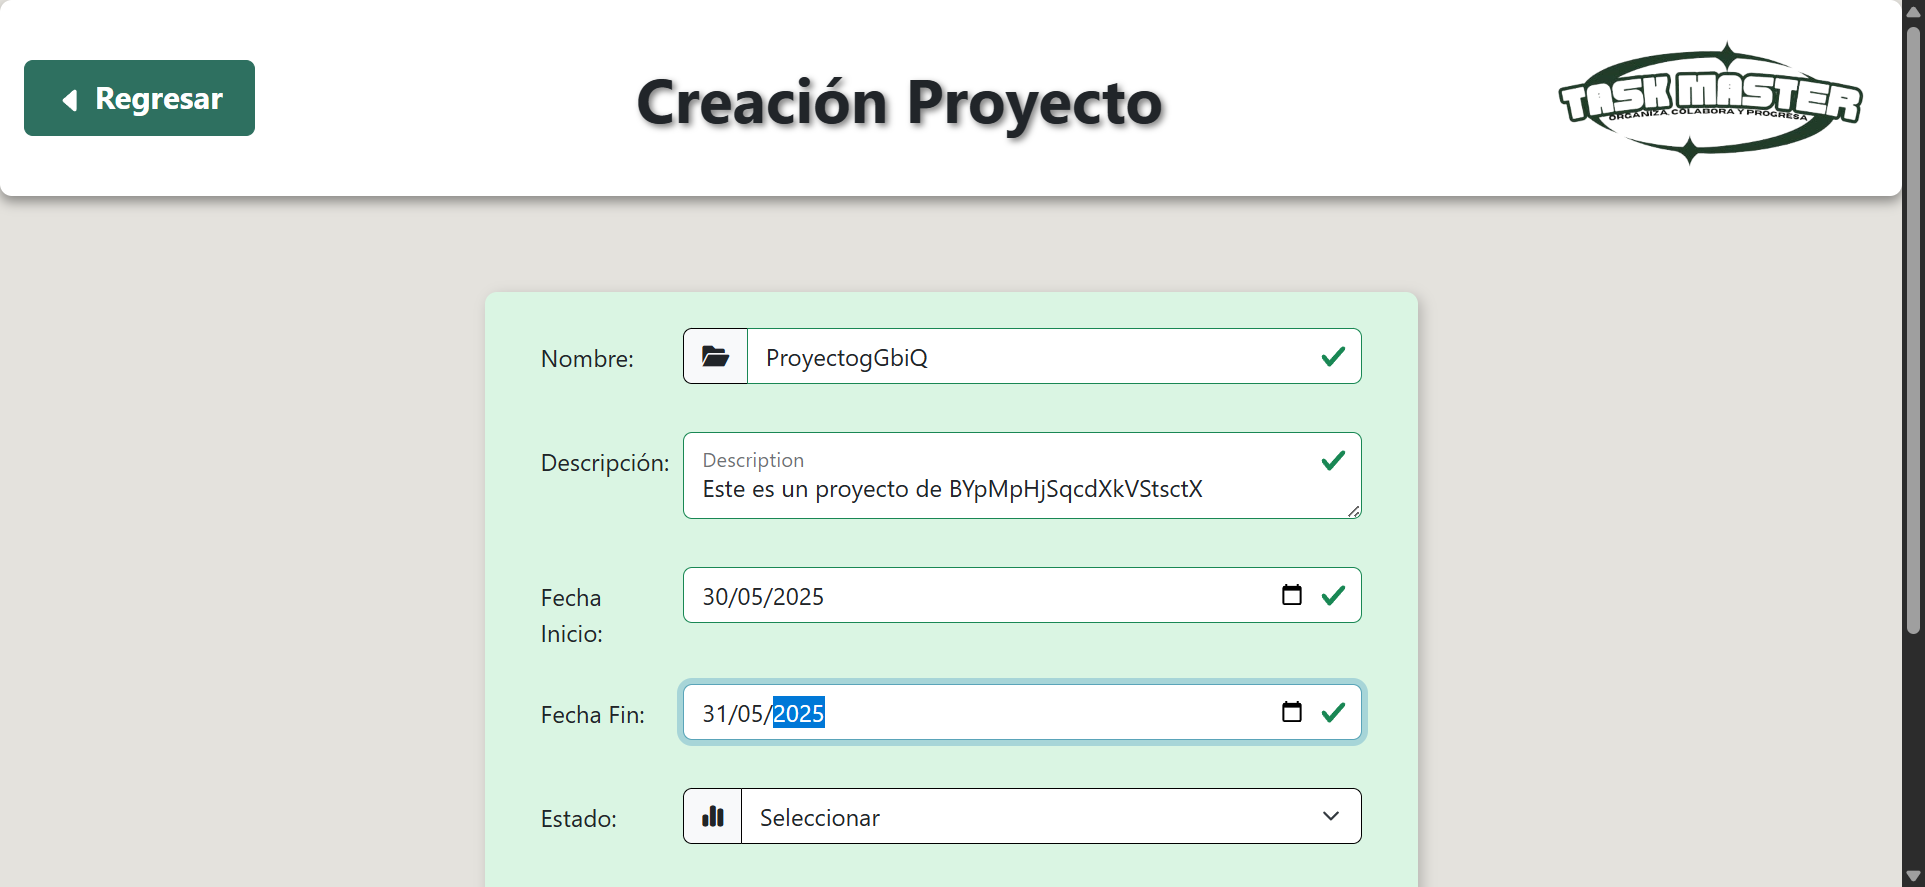 Regresar
Creación Proyecto
TASK MASTER
ORGANIZA, COLABORA Y PROGRESA
Nombre:
ProyectogGbiQ
Descripción:
Description
Este es un proyecto de BYpMpHjSqcdXkVStsctX
Fecha
Inicio:
30/05/2025
Fecha Fin:
31/05/2025
Estado:
Seleccionar